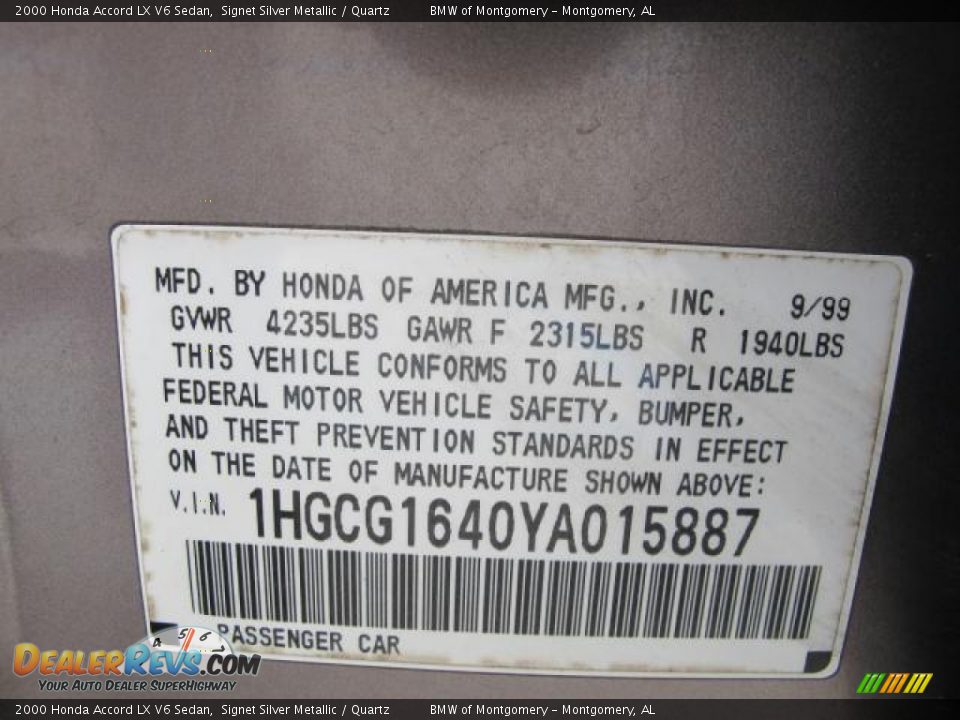 2000 Honda Accord LX V6 Sedan, Signet Silver Metallic / Quartz BMW of Montgomery - Montgomery, AL
MFD. BY HONDA OF AMERICA MFG., INC. 9/99
GVWR 4235LBS GAWR F 2315LBS R 1940LBS
THIS VEHICLE CONFORMS TO ALL APPLICABLE
FEDERAL MOTOR VEHICLE SAFETY, BUMPER,
AND THEFT PREVENTION STANDARDS IN EFFECT
ON THE DATE OF MANUFACTURE SHOWN ABOVE:
V.I.N. 1HGCG1640YA015887
PASSENGER CAR
4 5 6
DEALERREVS.COM
YOUR AUTO DEALER SUPERHIGHWAY
2000 Honda Accord LX V6 Sedan, Signet Silver Metallic / Quartz BMW of Montgomery - Montgomery, AL